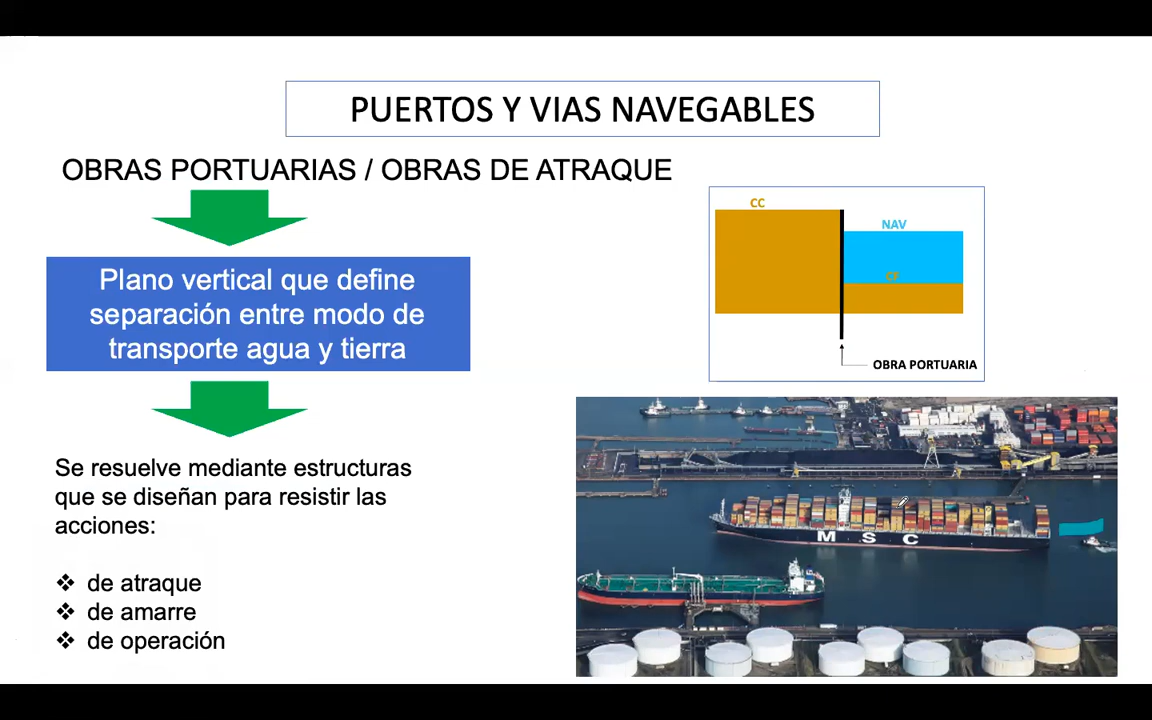 PUERTOS Y VIAS NAVEGABLES
OBRAS PORTUARIAS / OBRAS DE ATRAQUE
Plano vertical que define
separación entre modo de
transporte agua y tierra
Se resuelve mediante estructuras
que se diseñan para resistir las
acciones:
❖ de atraque
❖ de amarre
❖ de operación
CC
NAV
CF
OBRA PORTUARIA
M S C